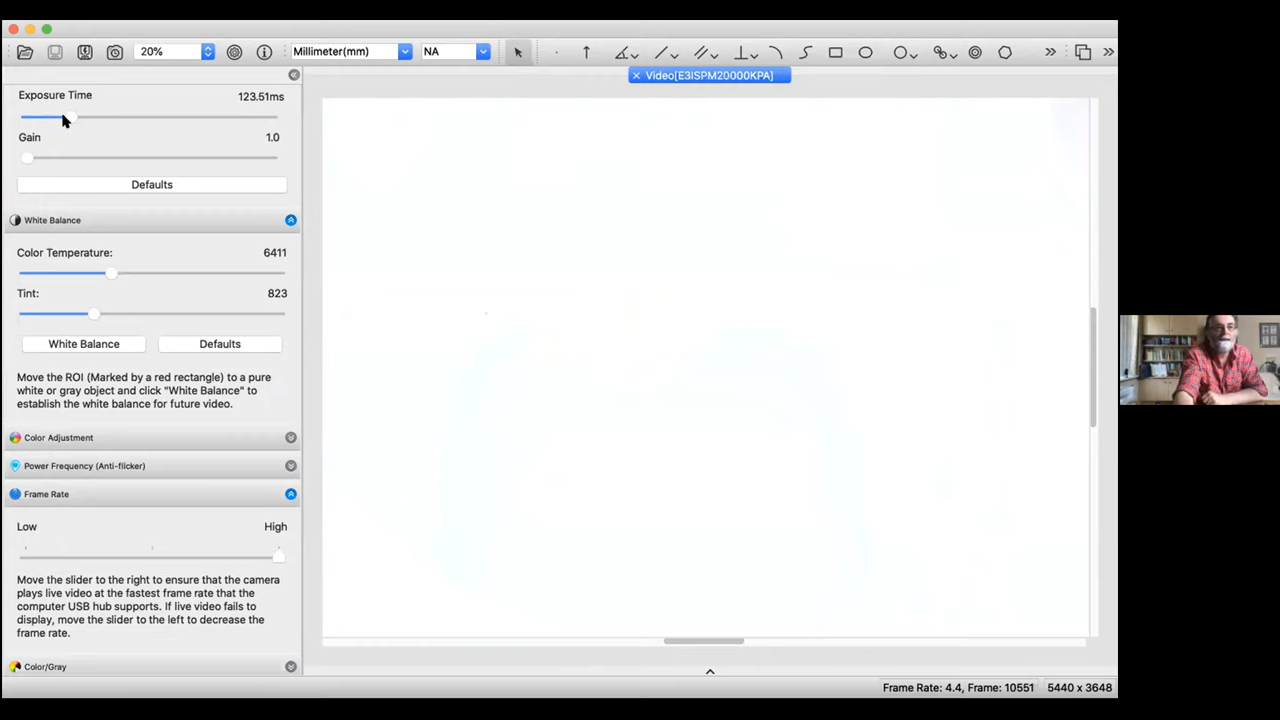 20%
Millimeter(mm)
NA
Video[E3ISPM20000KPA]
Exposure Time
123.51ms
Gain
1.0
Defaults
White Balance
Color Temperature:
6411
Tint:
823
White Balance
Defaults
Move the ROI (Marked by a red rectangle) to a pure
white or gray object and click "White Balance" to
establish the white balance for future video.
Color Adjustment
Power Frequency (Anti-flicker)
Frame Rate
Low
High
Move the slider to the right to ensure that the camera
plays live video at the fastest frame rate that the
computer USB hub supports. If live video fails to
display, move the slider to the left to decrease the
frame rate.
Color/Gray
Frame Rate: 4.4, Frame: 10551
5440 x 3648